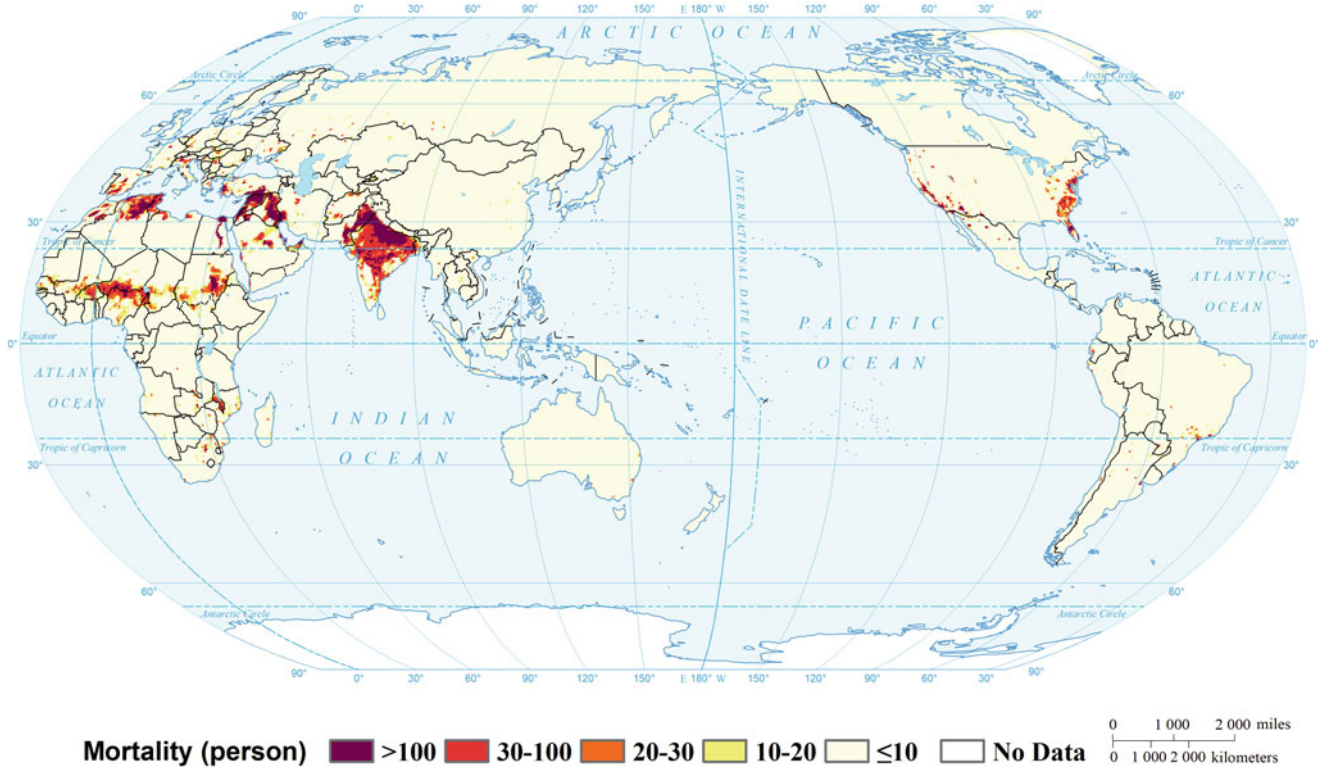 90° 30° 60° 90° 120° 150° E 180° W 150° 120° 90° 60° 30° 90°
ARCTIC OCEAN
Arctic Circle
Arctic Circle
60°
60°
INTERNATIONAL DATE LINE
30°
30°
Tropic of Cancer
Tropic of Cancer
ATLANTIC
OCEAN
PACIFIC
OCEAN
0°
Equator
Equator
0°
ATLANTIC
OCEAN
INDIAN
OCEAN
Tropic of Capricorn
Tropic of Capricorn
30°
30°
60°
60°
Antarctic Circle
Antarctic Circle
90° 0° 30° 60° 90° 120° 150° E 180° W 150° 120° 90° 60° 30° 90°
Mortality (person) >100 30-100 20-30 10-20 ≤10 No Data
0 1 000 2 000 miles
0 1 000 2 000 kilometers